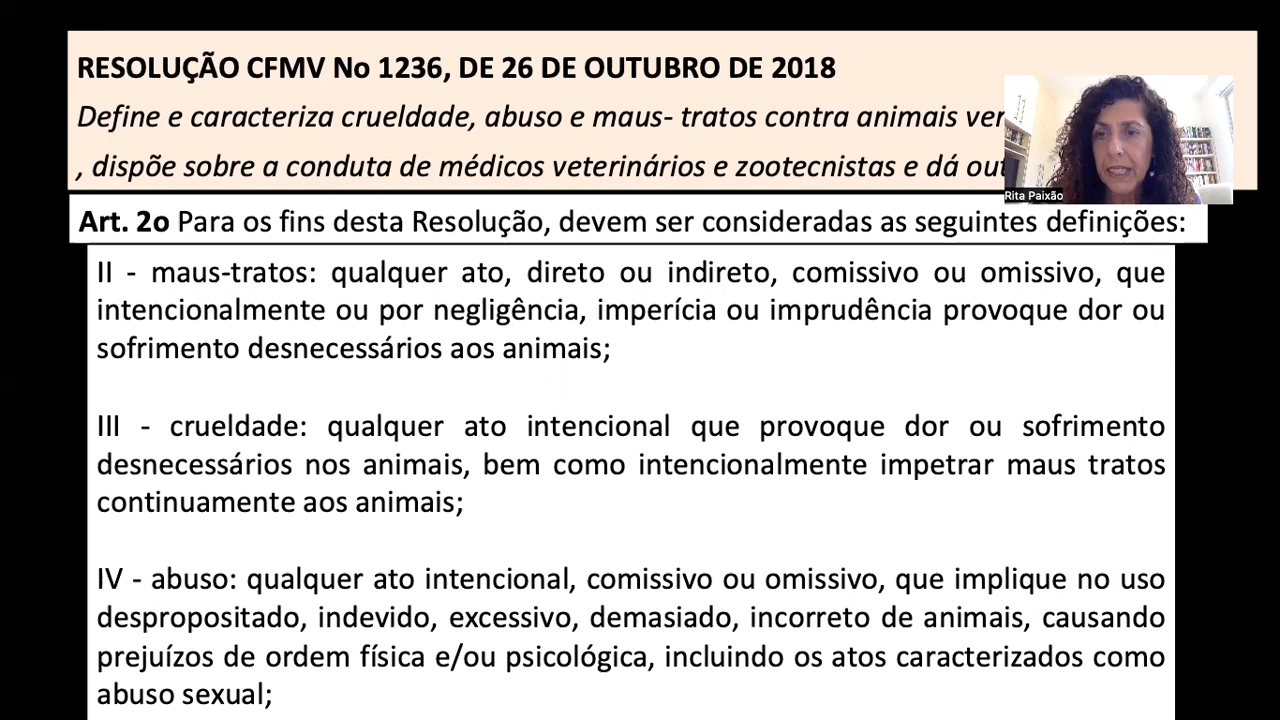 RESOLUÇÃO CFMV No 1236, DE 26 DE OUTUBRO DE 2018
Define e caracteriza crueldade, abuso e maus- tratos contra animais
, dispõe sobre a conduta de médicos veterinários e zootecnistas e dá
Rita Paixão
Art. 2o Para os fins desta Resolução, devem ser consideradas as seguintes definições:
II - maus-tratos: qualquer ato, direto ou indireto, comissivo ou omissivo, que
intencionalmente ou por negligência, imperícia ou imprudência provoque dor ou
sofrimento desnecessários aos animais;
III - crueldade: qualquer ato intencional que provoque dor ou sofrimento
desnecessários nos animais, bem como intencionalmente impetrar maus tratos
continuamente aos animais;
IV - abuso: qualquer ato intencional, comissivo ou omissivo, que implique no uso
despropositado, indevido, excessivo, demasiado, incorreto de animais, causando
prejuízos de ordem física e/ou psicológica, incluindo os atos caracterizados como
abuso sexual;